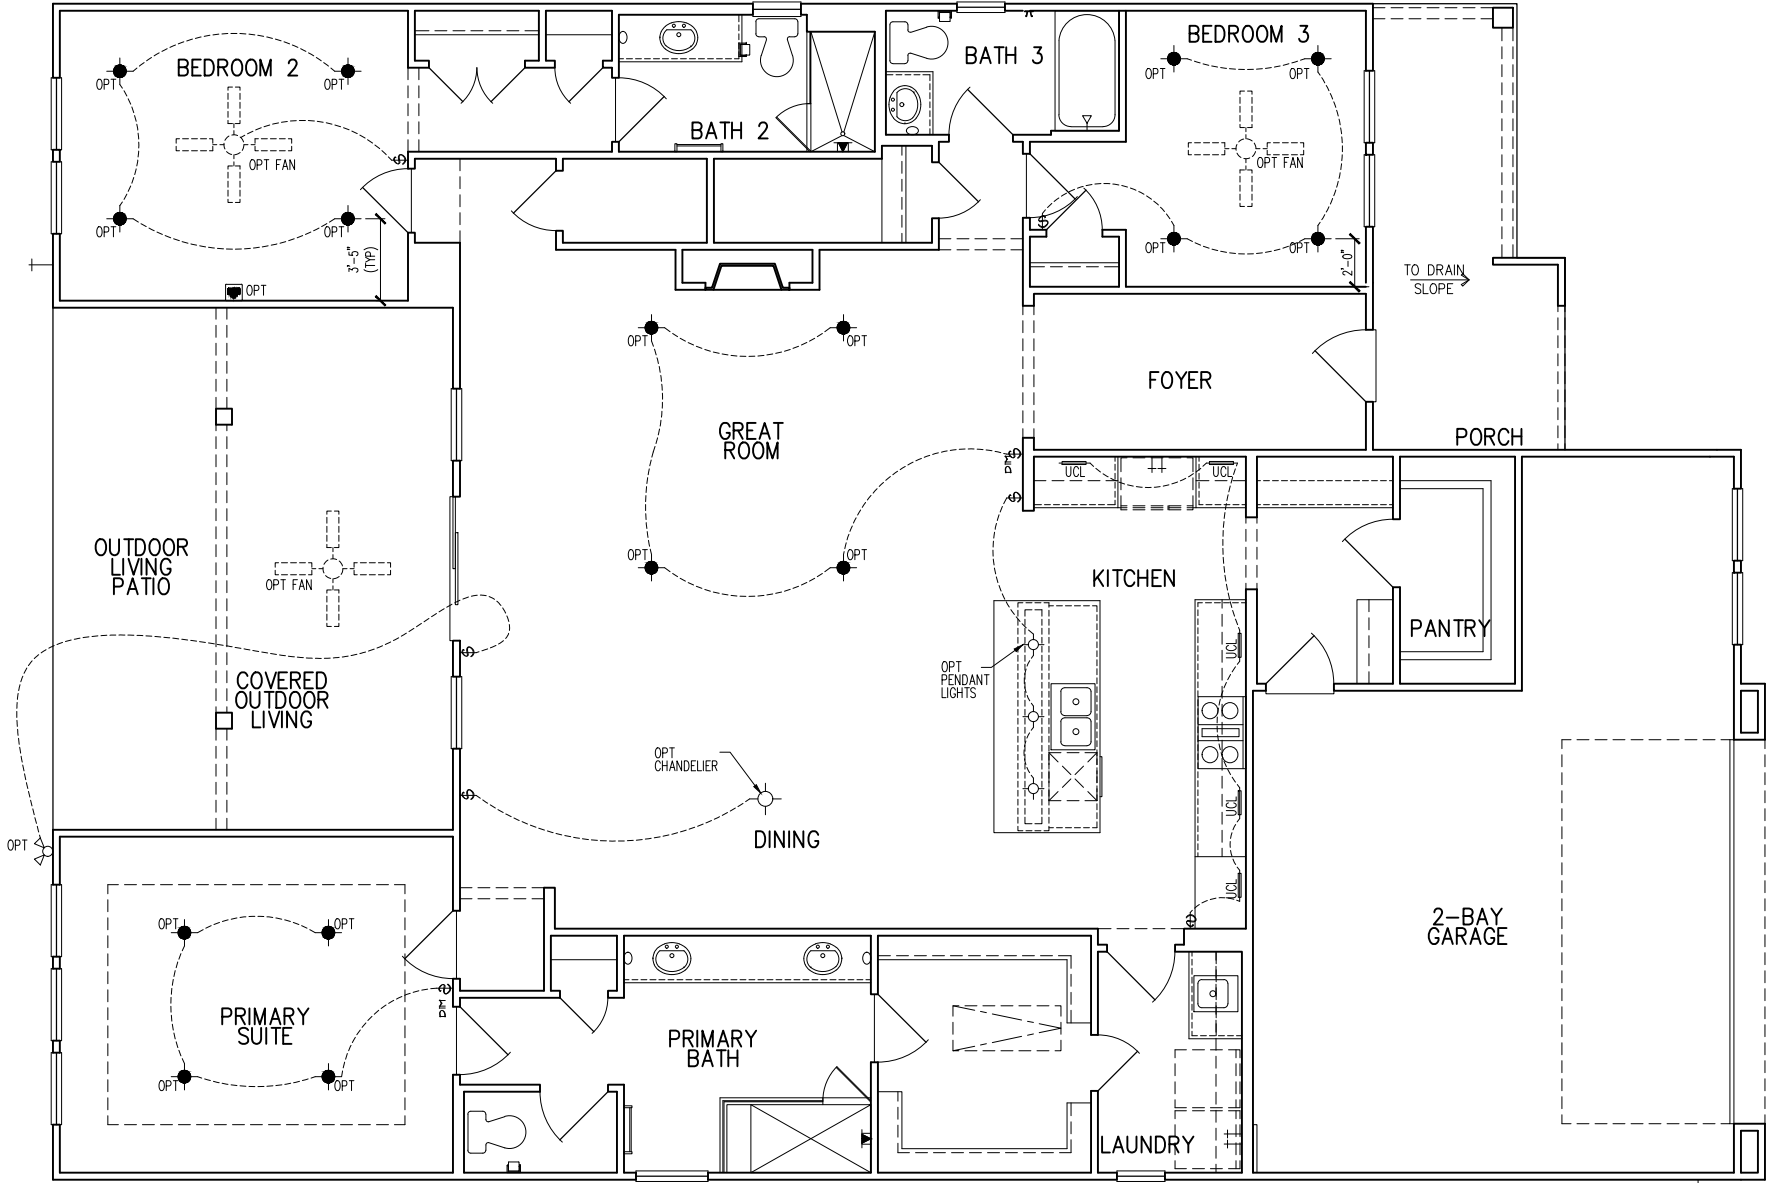 BEDROOM 2
OPT
OPT
OPT FAN
OPT
OPT
3'-5"
(TYP)
OPT
BATH 2
BATH 3
BEDROOM 3
OPT
OPT
OPT FAN
OPT
OPT
2'-0"
TO DRAIN
SLOPE
OPT
OPT
FOYER
GREAT
ROOM
PORCH
DIM
UCL
UCL
OPT
OPT
OUTDOOR
LIVING
PATIO
OPT FAN
KITCHEN
PANTRY
UCL
OPT
PENDANT
LIGHTS
COVERED
OUTDOOR
LIVING
OPT
CHANDELIER
UCL
DINING
OPT
UCL
2-BAY
GARAGE
OPT
OPT
DIM
PRIMARY
SUITE
OPT
OPT
PRIMARY
BATH
LAUNDRY